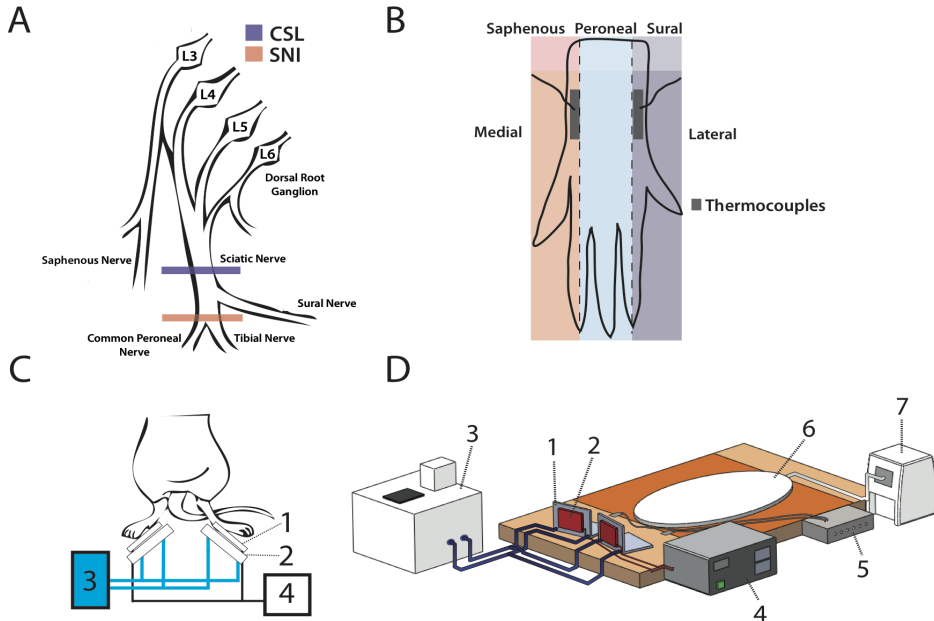 A
CSL
SNI
L3
L4
L5
L6
Dorsal Root
Ganglion
Saphenous Nerve
Sciatic Nerve
Sural Nerve
Common Peroneal
Nerve
Tibial Nerve
B
Saphenous Peroneal Sural
Medial
Lateral
Thermocouples
C
1
2
3
4
D
1
2
3
4
5
6
7